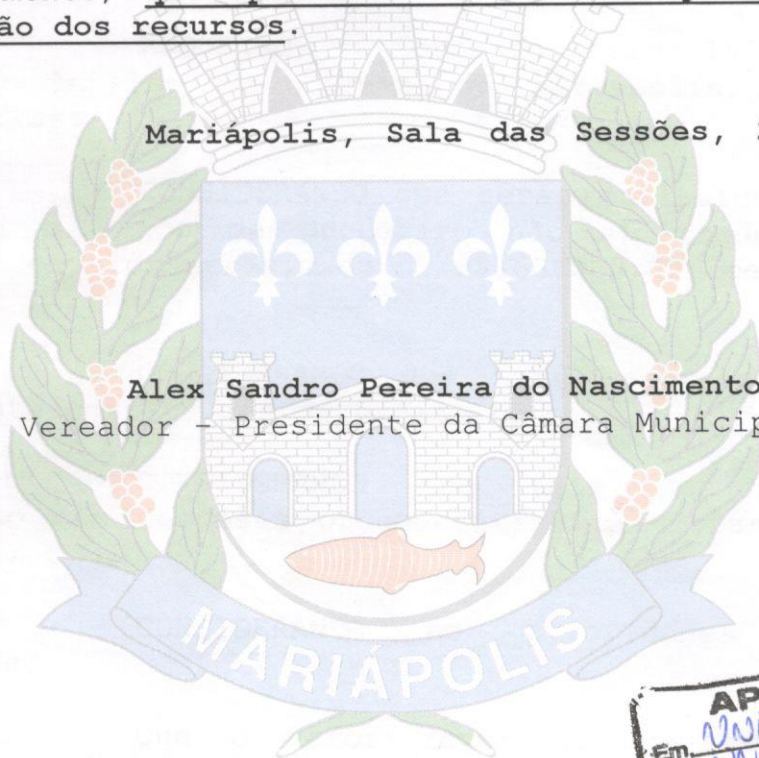 ão dos recursos.
Mariápolis, Sala das Sessões,
Alex Sandro Pereira do Nascimento
Vereador – Presidente da Câmara Municip
MARIÁPOLIS
AP
Em